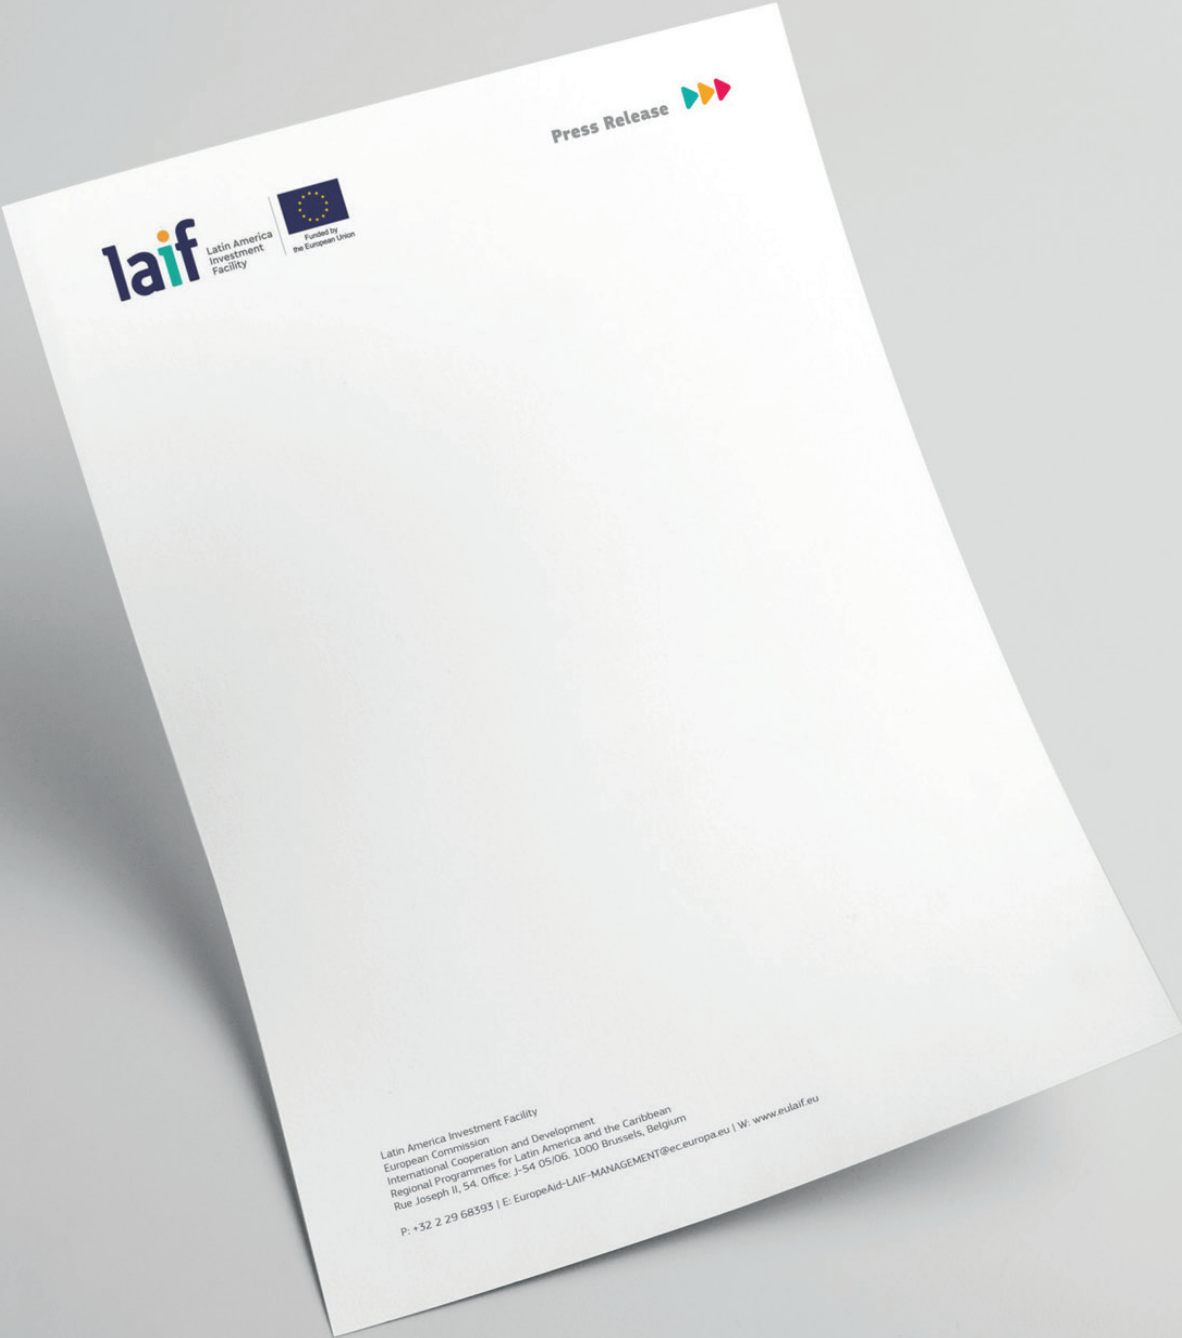 Press Release
laif
Latin America
Investment
Facility
Funded by
the European Union
Latin America Investment Facility
European Commission
International Cooperation and Development
Regional Programmes for Latin America and the Caribbean
Rue Joseph II, 54, Office: J-54 05/06. 1000 Brussels, Belgium
P: +32 2 29 68393 | E: EuropeAid-LAIF-MANAGEMENT@ec.europa.eu | W: www.eulaif.eu